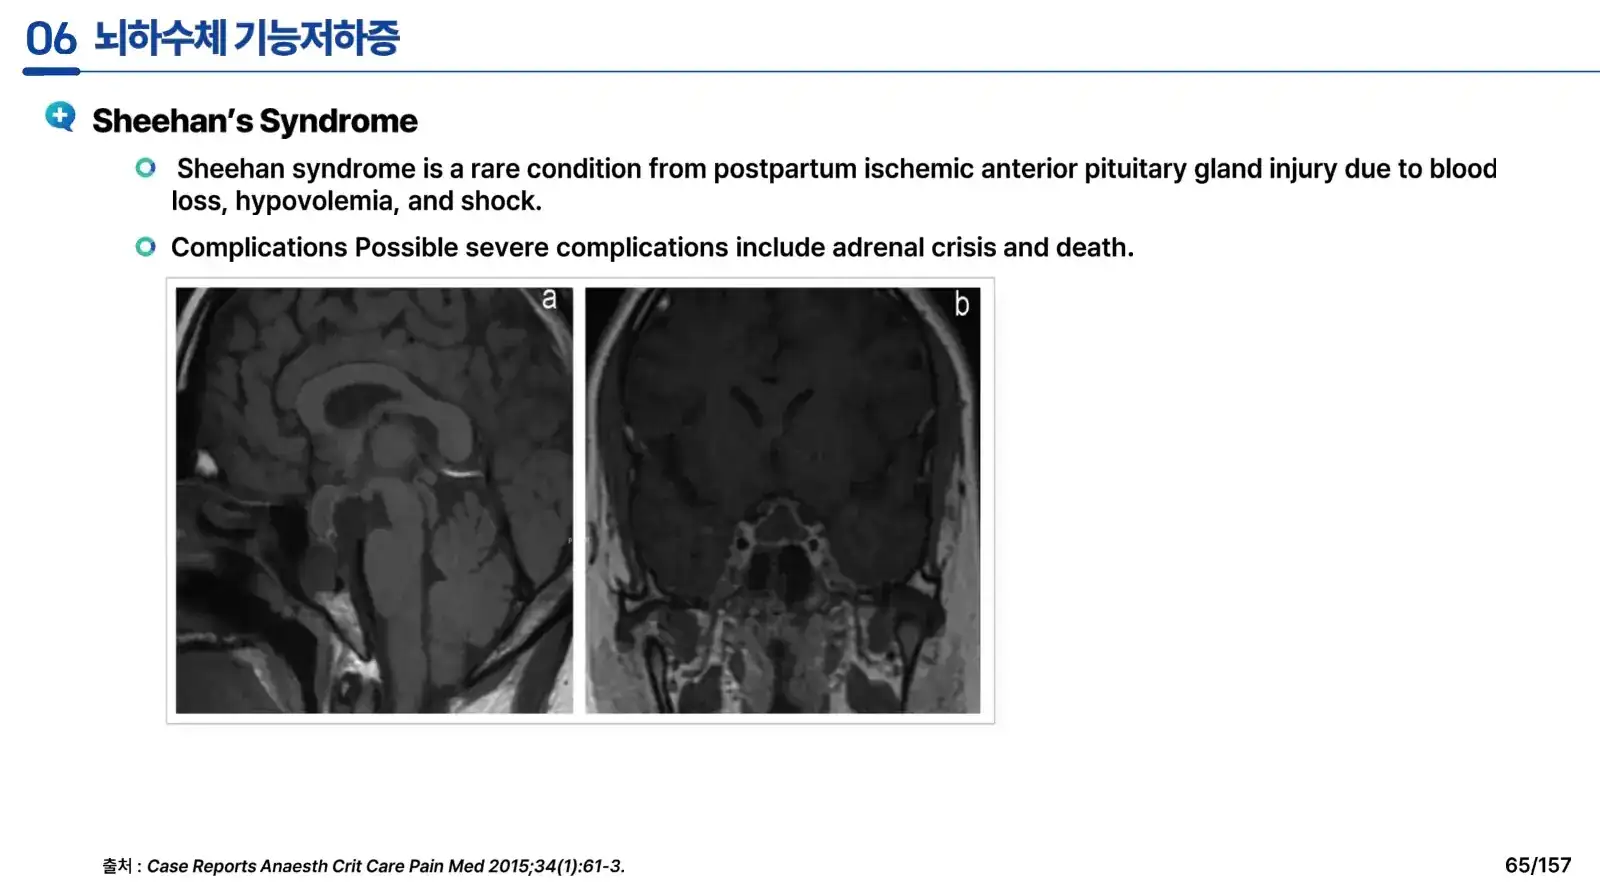 06 뇌하수체 기능저하증
Sheehan's Syndrome
Sheehan syndrome is a rare condition from postpartum ischemic anterior pituitary gland injury due to blood
loss, hypovolemia, and shock.
Complications Possible severe complications include adrenal crisis and death.
a
b
출처 : Case Reports Anaesth Crit Care Pain Med 2015;34(1):61-3.
65/157